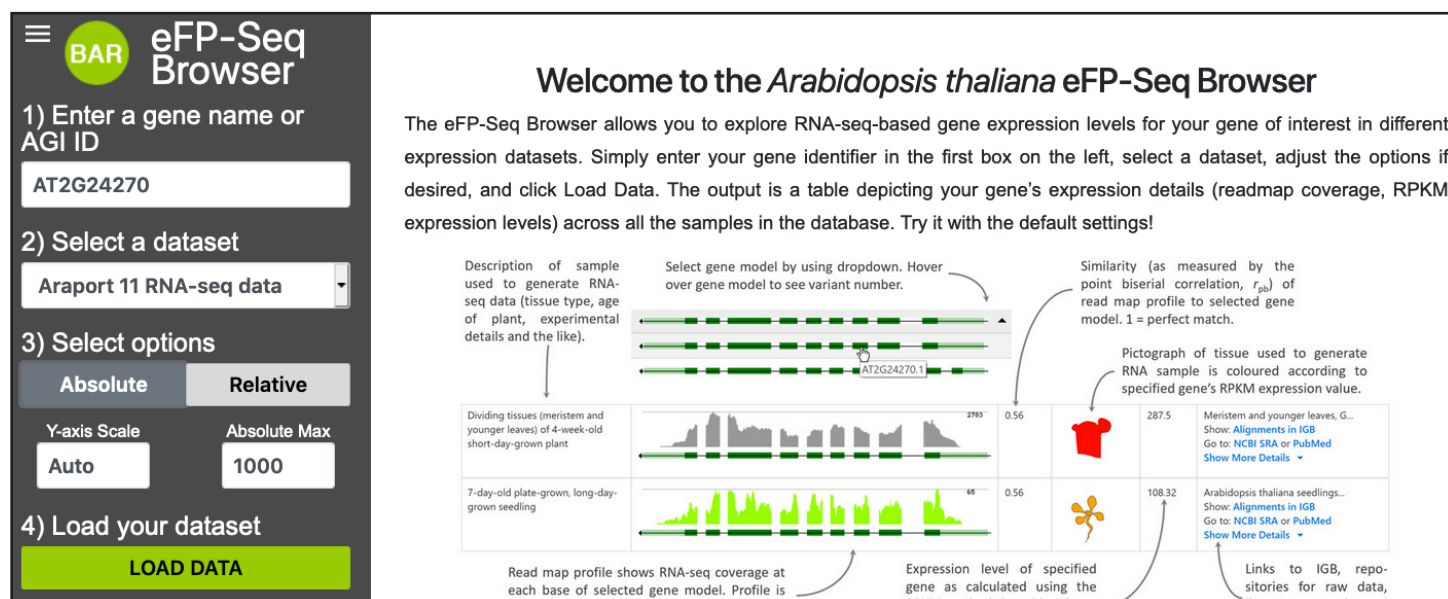 BAR
eFP-Seq
Browser
1) Enter a gene name or
AGI ID
AT2G24270
2) Select a dataset
Araport 11 RNA-seq data
3) Select options
Absolute
Relative
Y-axis Scale
Absolute Max
Auto
1000
4) Load your dataset
LOAD DATA
Welcome to the Arabidopsis thaliana eFP-Seq Browser
The eFP-Seq Browser allows you to explore RNA-seq-based gene expression levels for your gene of interest in different
expression datasets. Simply enter your gene identifier in the first box on the left, select a dataset, adjust the options if
desired, and click Load Data. The output is a table depicting your gene's expression details (readmap coverage, RPKM
expression levels) across all the samples in the database. Try it with the default settings!
Description of sample
used to generate RNA-
seq data (tissue type, age
of plant, experimental
details and the like).
Select gene model by using dropdown. Hover
over gene model to see variant number.
AT2G24270.1
Similarity (as measured by the
point biserial correlation, rpb) of
read map profile to selected gene
model. 1 = perfect match.
Pictograph of tissue used to generate
RNA sample is coloured according to
specified gene's RPKM expression value.
Dividing tissues (meristem and
younger leaves) of 4-week-old
short-day-grown plant
2783
0.56
287.5
Meristem and younger leaves, G...
Show: Alignments in IGB
Go to: NCBI SRA or PubMed
Show More Details
7-day-old plate-grown, long-day-
grown seedling
65
0.56
108.32
Arabidopsis thaliana seedlings...
Show: Alignments in IGB
Go to: NCBI SRA or PubMed
Show More Details
Read map profile shows RNA-seq coverage at
each base of selected gene model. Profile is
Expression level of specified
gene as calculated using the
Links to IGB, repo-
sitories for raw data,